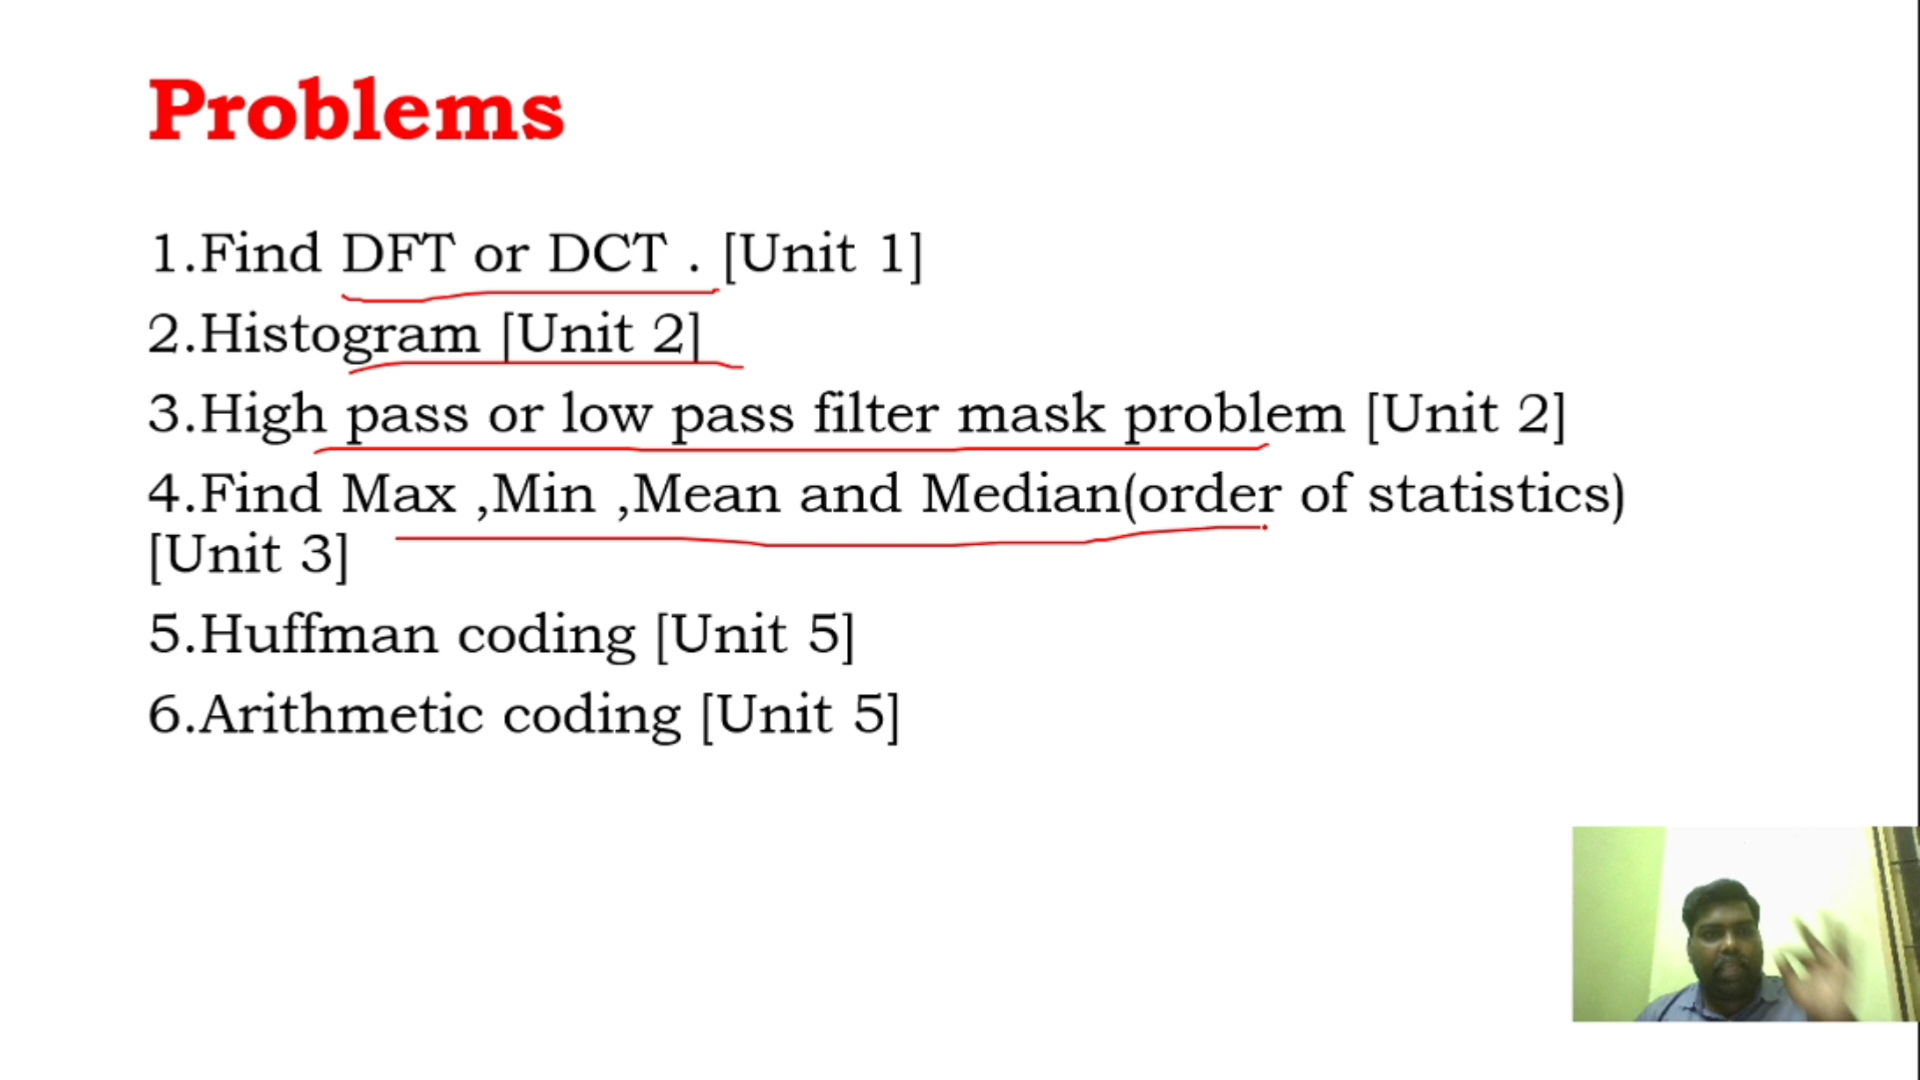 Problems
1.Find DFT or DCT . [Unit 1]
2.Histogram [Unit 2]
3.High pass or low pass filter mask problem [Unit 2]
4.Find Max ,Min ,Mean and Median(order of statistics)
[Unit 3]
5.Huffman coding [Unit 5]
6.Arithmetic coding [Unit 5]